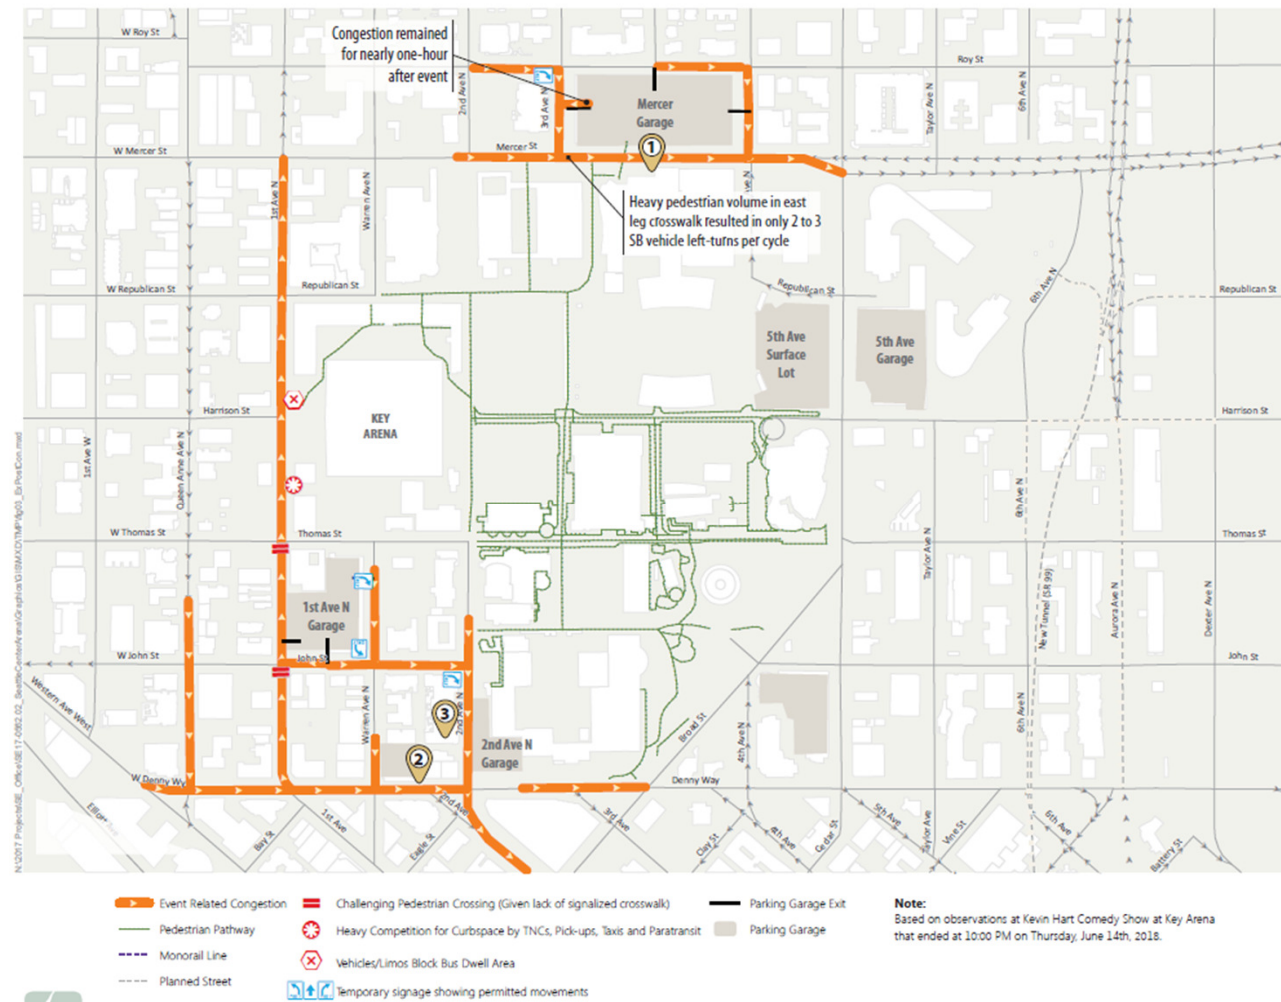 W Roy St
Congestion remained
for nearly one-hour
after event
Roy St
2nd Ave N
3rd Ave N
Mercer
Garage
Taylor Ave N
6th Ave N
W Mercer St
Mercer St
1
1st Ave N
Warren Ave N
ve N
Heavy pedestrian volume in east
leg crosswalk resulted in only 2 to 3
SB vehicle left-turns per cycle
W Republican St
Republican St
Republican St
6th Ave N
Republican St
5th Ave
Surface
Lot
5th Ave
Garage
Harrison St
KEY
ARENA
Harrison St
1st Ave W
Queen Anne Ave N
6th Ave N
W Thomas St
Thomas St
Taylor Ave N
Thomas St
1st Ave N
Garage
New Tunnel (SR 99)
Aurora Ave N
Dexter Ave N
W John St
John St
John St
Western Ave West
Warren Ave N
3
2nd Ave N
2
2nd Ave N
Garage
Broad St
4th Ave N
6th Ave N
W Denny Wy
Denny Way
Elliott Ave
Bay St
1st Ave
Eagle St
2nd Ave
3rd Ave
Clay St
4th Ave
Cedar St
5th Ave
Taylor Ave
Vine St
6th Ave
Battery St
Event Related Congestion
Pedestrian Pathway
Monorail Line
Planned Street
Challenging Pedestrian Crossing (Given lack of signalized crosswalk)
Heavy Competition for Curbspace by TNCs, Pick-ups, Taxis and Paratransit
Vehicles/Limos Block Bus Dwell Area
Temporary signage showing permitted movements
Parking Garage Exit
Parking Garage
Note:
Based on observations at Kevin Hart Comedy Show at Key Arena
that ended at 10:00 PM on Thursday, June 14th, 2018.